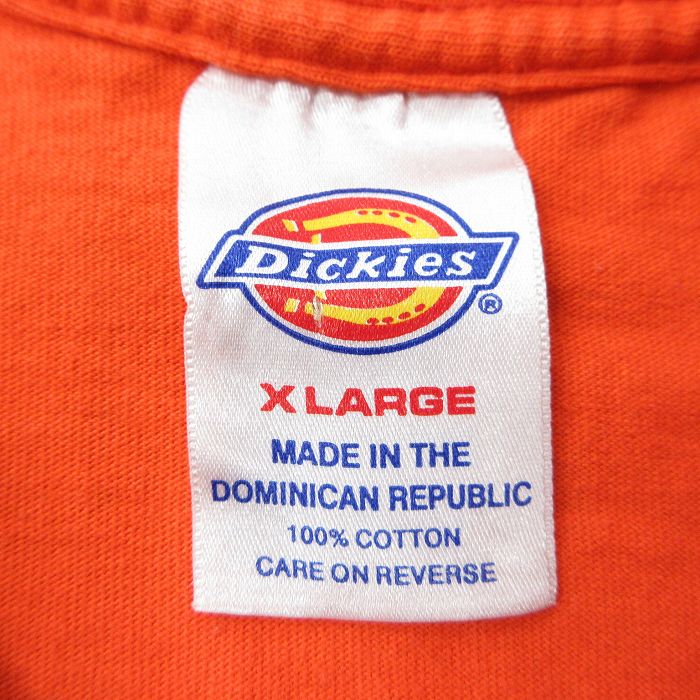 Dickies ®
X LARGE
MADE IN THE
DOMINICAN REPUBLIC
100% COTTON
CARE ON REVERSE